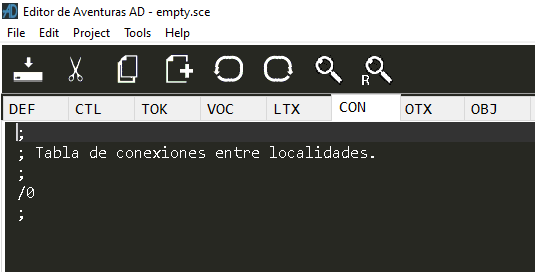 AD Editor de Aventuras AD - empty.sce
File Edit Project Tools Help
R
DEF CTL TOK VOC LTX CON OTX OBJ
;
; Tabla de conexiones entre localidades.
;
/0
;